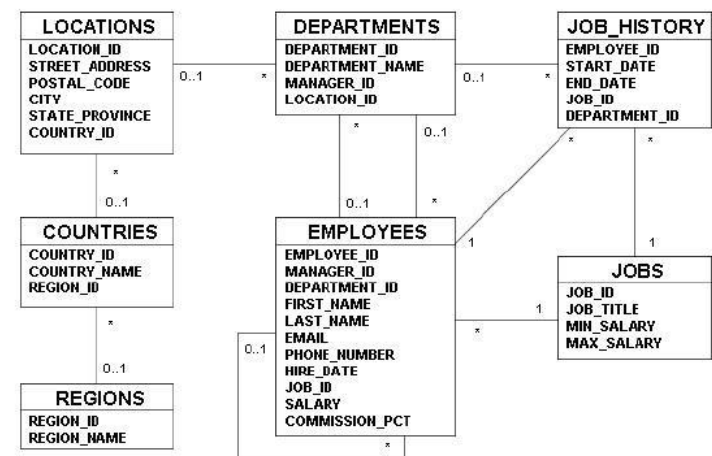 LOCATIONS
LOCATION_ID
STREET_ADDRESS
POSTAL_CODE
CITY
STATE_PROVINCE
COUNTRY_ID
0..1
*
DEPARTMENTS
DEPARTMENT_ID
DEPARTMENT_NAME
MANAGER_ID
LOCATION_ID
0..1
*
JOB_HISTORY
EMPLOYEE_ID
START_DATE
END_DATE
JOB_ID
DEPARTMENT_ID
*
0..1
*
0..1
0..1
*
*
1
*
1
COUNTRIES
COUNTRY_ID
COUNTRY_NAME
REGION_ID
*
0..1
EMPLOYEES
EMPLOYEE_ID
MANAGER_ID
DEPARTMENT_ID
FIRST_NAME
LAST_NAME
EMAIL
PHONE_NUMBER
HIRE_DATE
JOB_ID
SALARY
COMMISSION_PCT
0..1
*
1
*
JOBS
JOB_ID
JOB_TITLE
MIN_SALARY
MAX_SALARY
REGIONS
REGION_ID
REGION_NAME